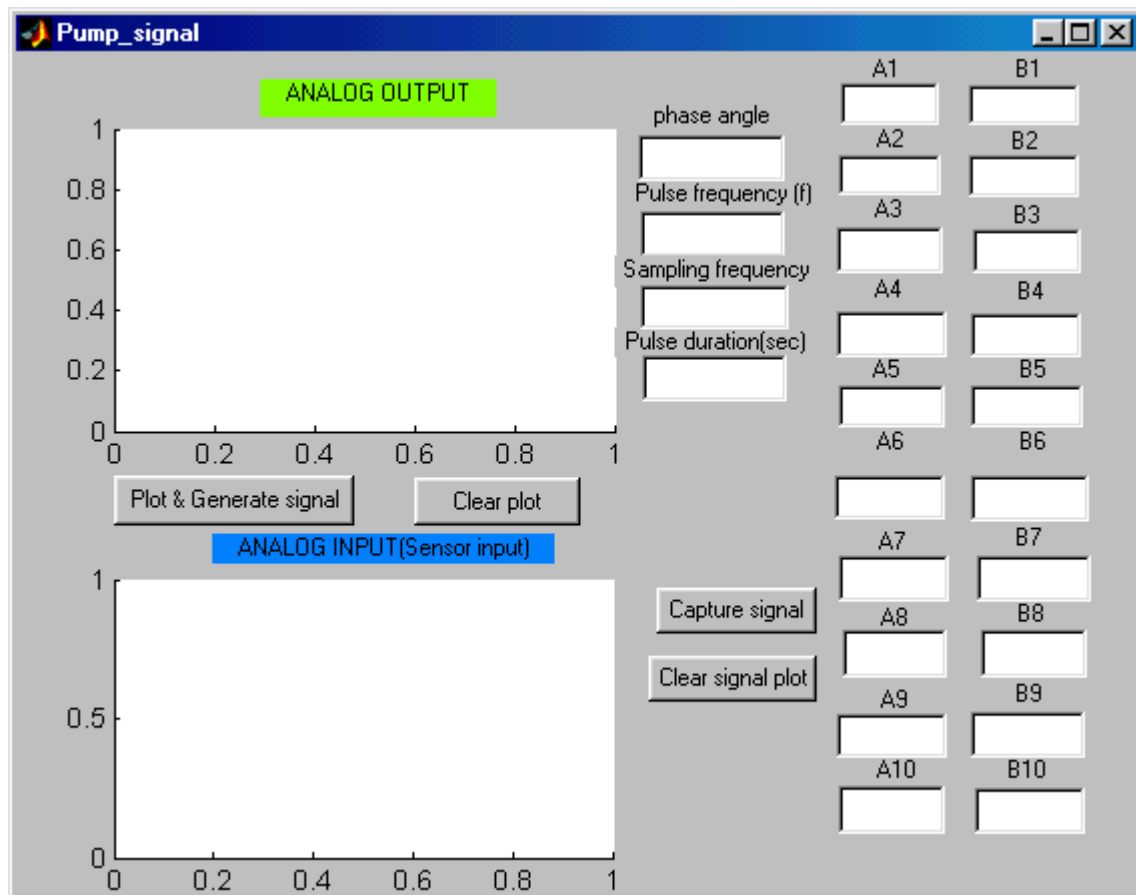 Pump_signal
ANALOG OUTPUT
1
0.8
0.6
0.4
0.2
0
0 0.2 0.4 0.6 0.8 1
phase angle
Pulse frequency (f)
Sampling frequency
Pulse duration(sec)
Plot & Generate signal
Clear plot
ANALOG INPUT(Sensor input)
1
0.5
0
0 0.2 0.4 0.6 0.8 1
Capture signal
Clear signal plot
A1 B1
A2 B2
A3 B3
A4 B4
A5 B5
A6 B6
A7 B7
A8 B8
A9 B9
A10 B10